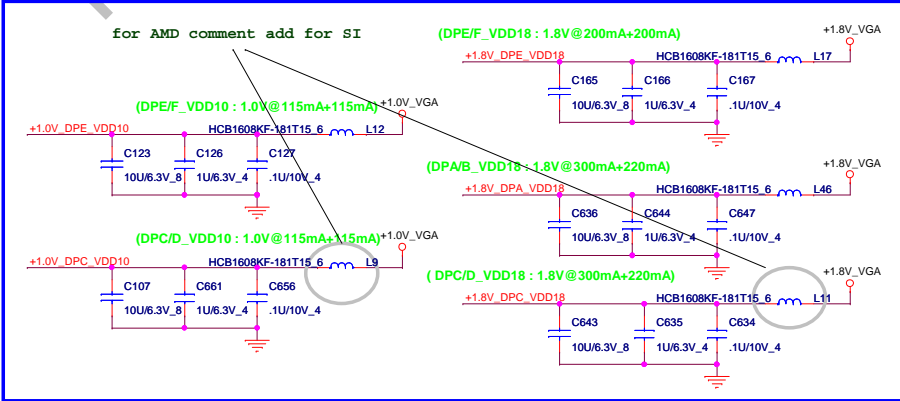 for AMD comment add for SI
(DPE/F_VDD10 : 1.0V@115mA+115mA)
+1.0V_VGA
+1.0V_DPE_VDD10
HCB1608KF-181T15_6
L12
C123
C126
C127
10U/6.3V_8
1U/6.3V_4
.1U/10V_4
(DPC/D_VDD10 : 1.0V@115mA+115mA)
+1.0V_VGA
+1.0V_DPC_VDD10
HCB1608KF-181T15_6
L9
C107
C661
C656
10U/6.3V_8
1U/6.3V_4
.1U/10V_4
(DPE/F_VDD18 : 1.8V@200mA+200mA)
+1.8V_VGA
+1.8V_DPE_VDD18
HCB1608KF-181T15_6
L17
C165
C166
C167
10U/6.3V_8
1U/6.3V_4
.1U/10V_4
(DPA/B_VDD18 : 1.8V@300mA+220mA)
+1.8V_VGA
+1.8V_DPA_VDD18
HCB1608KF-181T15_6
L46
C636
C644
C647
10U/6.3V_8
1U/6.3V_4
.1U/10V_4
( DPC/D_VDD18 : 1.8V@300mA+220mA)
+1.8V_VGA
+1.8V_DPC_VDD18
HCB1608KF-181T15_6
L11
C643
C635
C634
10U/6.3V_8
1U/6.3V_4
.1U/10V_4